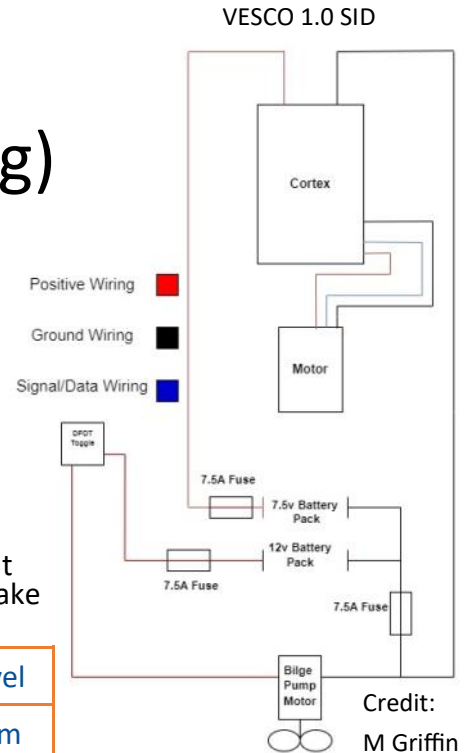 VESCO 1.0 SID
g)
Cortex
Positive Wiring
Ground Wiring
Signal/Data Wiring
Motor
DPDT
Toggle
7.5A Fuse
7.5v Battery
Pack
12v Battery
Pack
7.5A Fuse
7.5A Fuse
t
ake
vel
m
Bilge
Pump
Motor
Credit:
M Griffin